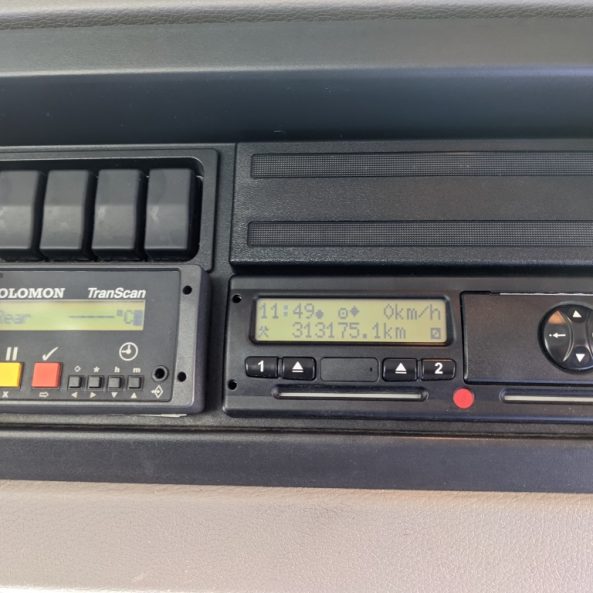 OLOMON TranScan
Rear -----°C
h m
x
11:49 0km/h
313175.1km
1 2